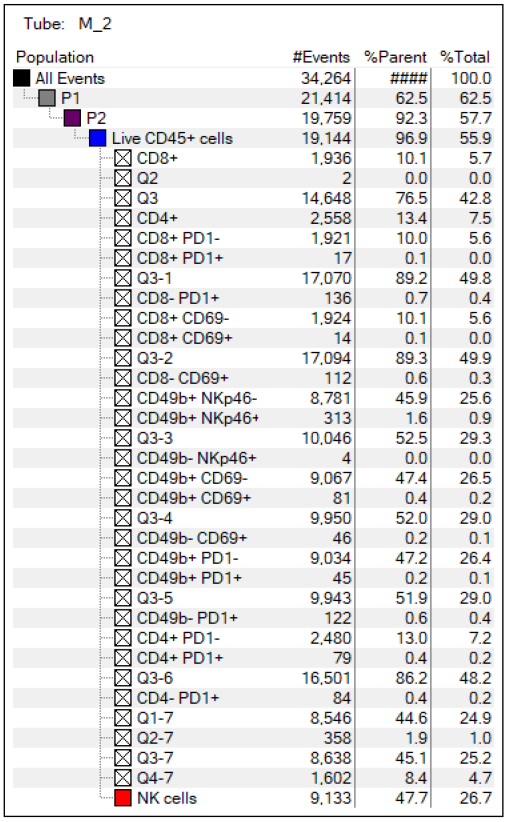 Tube: M_2
Population #Events %Parent %Total
All Events 34,264 #### 100.0
P1 21,414 62.5 62.5
P2 19,759 92.3 57.7
Live CD45+ cells 19,144 96.9 55.9
CD8+ 1,936 10.1 5.7
Q2 2 0.0 0.0
Q3 14,648 76.5 42.8
CD4+ 2,558 13.4 7.5
CD8+ PD1- 1,921 10.0 5.6
CD8+ PD1+ 17 0.1 0.0
Q3-1 17,070 89.2 49.8
CD8- PD1+ 136 0.7 0.4
CD8+ CD69- 1,924 10.1 5.6
CD8+ CD69+ 14 0.1 0.0
Q3-2 17,094 89.3 49.9
CD8- CD69+ 112 0.6 0.3
CD49b+ NKp46- 8,781 45.9 25.6
CD49b+ NKp46+ 313 1.6 0.9
Q3-3 10,046 52.5 29.3
CD49b- NKp46+ 4 0.0 0.0
CD49b+ CD69- 9,067 47.4 26.5
CD49b+ CD69+ 81 0.4 0.2
Q3-4 9,950 52.0 29.0
CD49b- CD69+ 46 0.2 0.1
CD49b+ PD1- 9,034 47.2 26.4
CD49b+ PD1+ 45 0.2 0.1
Q3-5 9,943 51.9 29.0
CD49b- PD1+ 122 0.6 0.4
CD4+ PD1- 2,480 13.0 7.2
CD4+ PD1+ 79 0.4 0.2
Q3-6 16,501 86.2 48.2
CD4- PD1+ 84 0.4 0.2
Q1-7 8,546 44.6 24.9
Q2-7 358 1.9 1.0
Q3-7 8,638 45.1 25.2
Q4-7 1,602 8.4 4.7
NK cells 9,133 47.7 26.7